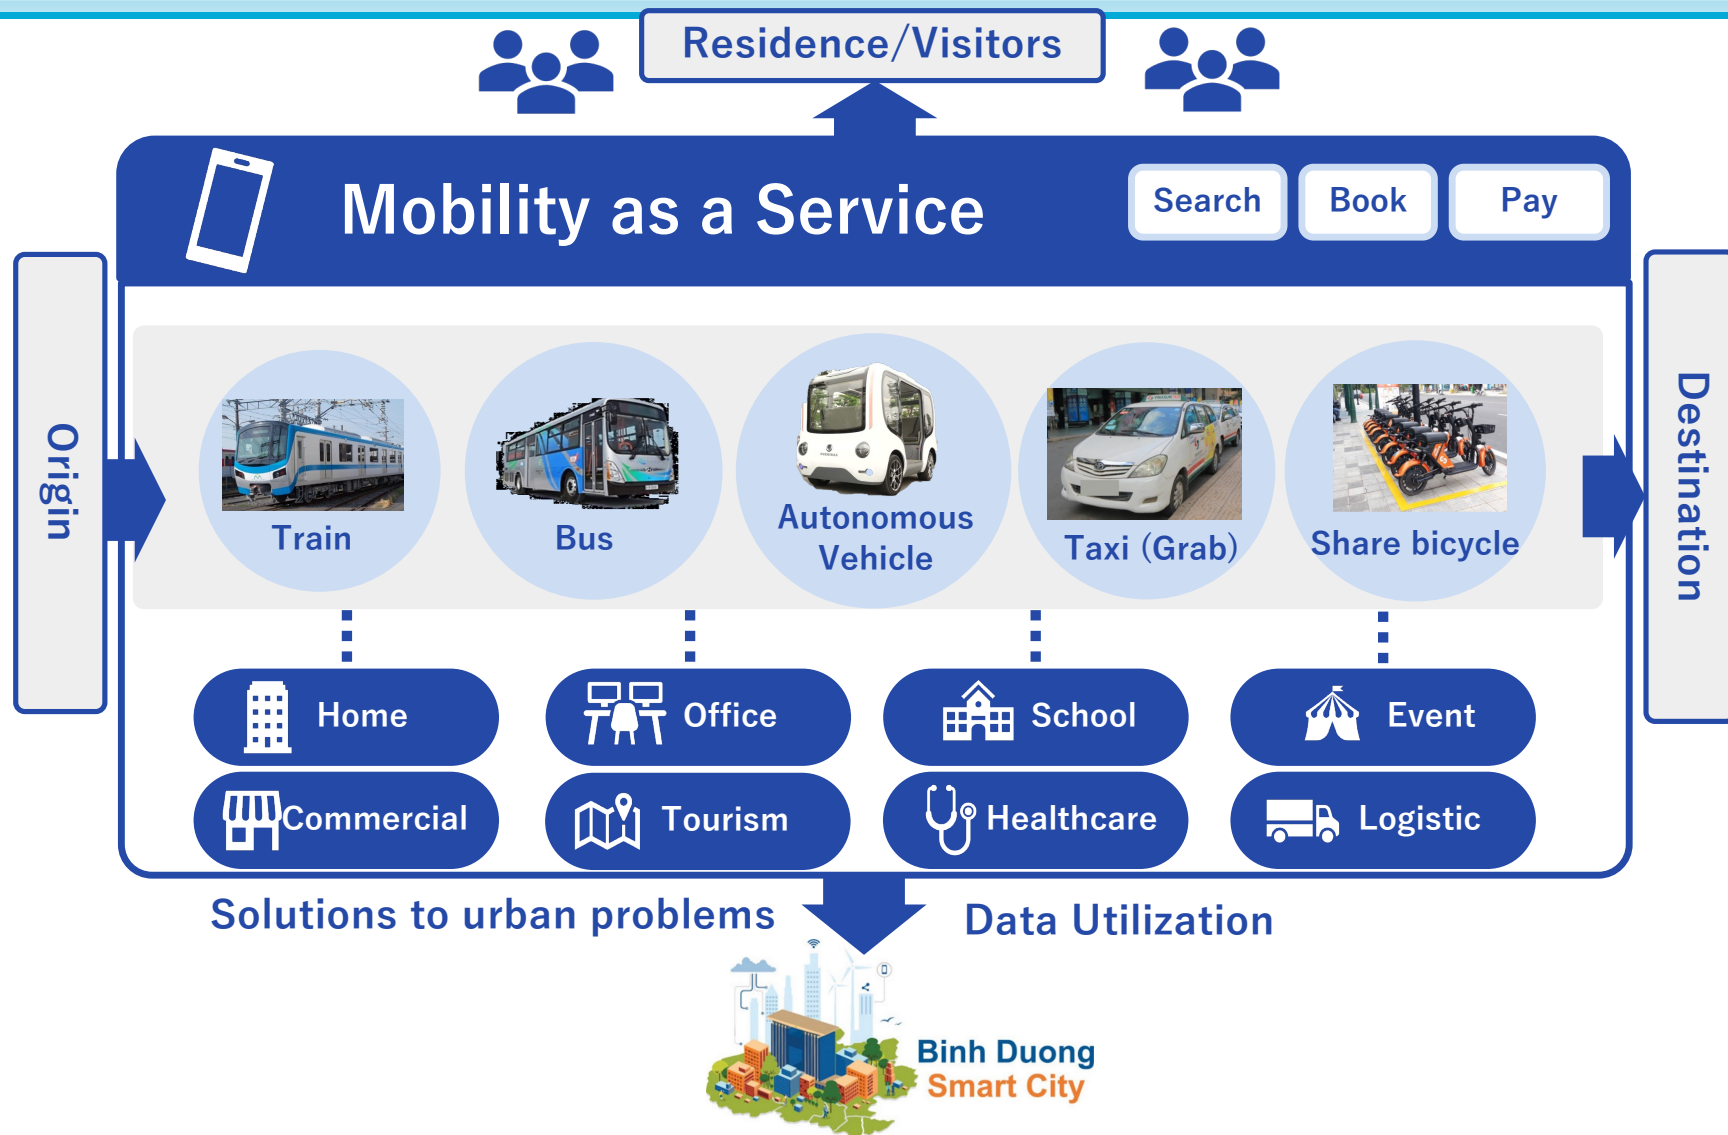 Residence/Visitors
Mobility as a Service
Search
Book
Pay
Origin
Destination
Train
Bus
Autonomous
Vehicle
Taxi (Grab)
Share bicycle
Home
Office
School
Event
Commercial
Tourism
Healthcare
Logistic
Solutions to urban problems
Data Utilization
Binh Duong
Smart City